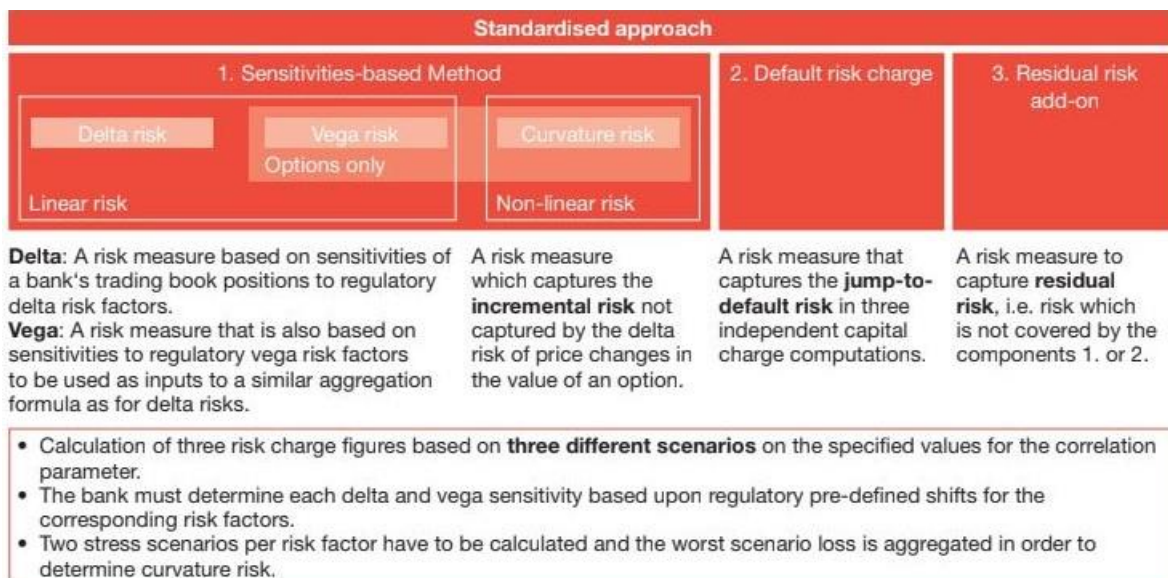 Standardised approach
1. Sensitivities-based Method
Delta risk
Vega risk
Options only
Linear risk
Curvature risk
Non-linear risk
2. Default risk charge
3. Residual risk
add-on
Delta: A risk measure based on sensitivities of
a bank‘s trading book positions to regulatory
delta risk factors.
Vega: A risk measure that is also based on
sensitivities to regulatory vega risk factors
to be used as inputs to a similar aggregation
formula as for delta risks.
A risk measure
which captures the
incremental risk not
captured by the delta
risk of price changes in
the value of an option.
A risk measure that
captures the jump-to-
default risk in three
independent capital
charge computations.
A risk measure to
capture residual
risk, i.e. risk which
is not covered by the
components 1. or 2.
• Calculation of three risk charge figures based on three different scenarios on the specified values for the correlation
parameter.
• The bank must determine each delta and vega sensitivity based upon regulatory pre-defined shifts for the
corresponding risk factors.
• Two stress scenarios per risk factor have to be calculated and the worst scenario loss is aggregated in order to
determine curvature risk.